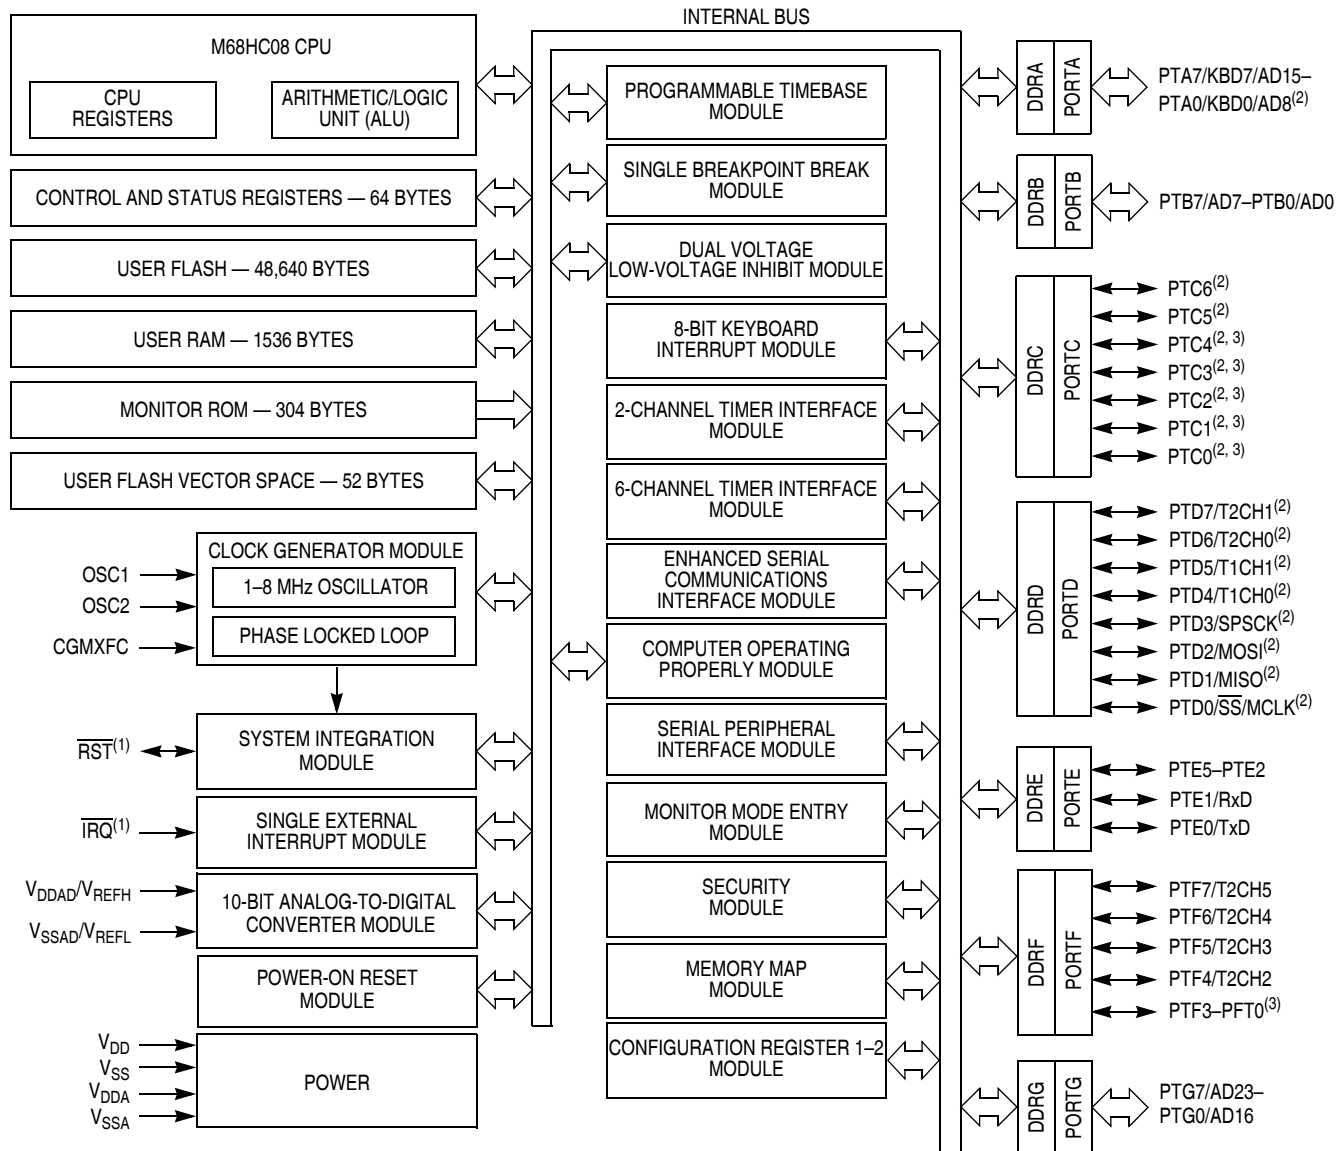 INTERNAL BUS
M68HC08 CPU
CPU
REGISTERS
ARITHMETIC/LOGIC
UNIT (ALU)
CONTROL AND STATUS REGISTERS — 64 BYTES
USER FLASH — 48,640 BYTES
USER RAM — 1536 BYTES
MONITOR ROM — 304 BYTES
USER FLASH VECTOR SPACE — 52 BYTES
CLOCK GENERATOR MODULE
1–8 MHz OSCILLATOR
PHASE LOCKED LOOP
OSC1
OSC2
CGMXFC
SYSTEM INTEGRATION
MODULE
RST(1)
SINGLE EXTERNAL
INTERRUPT MODULE
IRQ(1)
10-BIT ANALOG-TO-DIGITAL
CONVERTER MODULE
VDDAD/VREFH
VSSAD/VREFL
POWER-ON RESET
MODULE
POWER
VDD
VSS
VDDA
VSSA
PROGRAMMABLE TIMEBASE
MODULE
SINGLE BREAKPOINT BREAK
MODULE
DUAL VOLTAGE
LOW-VOLTAGE INHIBIT MODULE
8-BIT KEYBOARD
INTERRUPT MODULE
2-CHANNEL TIMER INTERFACE
MODULE
6-CHANNEL TIMER INTERFACE
MODULE
ENHANCED SERIAL
COMMUNICATIONS
INTERFACE MODULE
COMPUTER OPERATING
PROPERLY MODULE
SERIAL PERIPHERAL
INTERFACE MODULE
MONITOR MODE ENTRY
MODULE
SECURITY
MODULE
MEMORY MAP
MODULE
CONFIGURATION REGISTER 1–2
MODULE
DDRA
PORTA
PTA7/KBD7/AD15–
PTA0/KBD0/AD8(2)
DDRB
PORTB
PTB7/AD7–PTB0/AD0
DDRC
PORTC
PTC6(2)
PTC5(2)
PTC4(2, 3)
PTC3(2, 3)
PTC2(2, 3)
PTC1(2, 3)
PTC0(2, 3)
DDRD
PORTD
PTD7/T2CH1(2)
PTD6/T2CH0(2)
PTD5/T1CH1(2)
PTD4/T1CH0(2)
PTD3/SPSCK(2)
PTD2/MOSI(2)
PTD1/MISO(2)
PTD0/SS/MCLK(2)
DDRE
PORTE
PTE5–PTE2
PTE1/RxD
PTE0/TxD
DDRF
PORTF
PTF7/T2CH5
PTF6/T2CH4
PTF5/T2CH3
PTF4/T2CH2
PTF3–PFT0(3)
DDRG
PORTG
PTG7/AD23–
PTG0/AD16